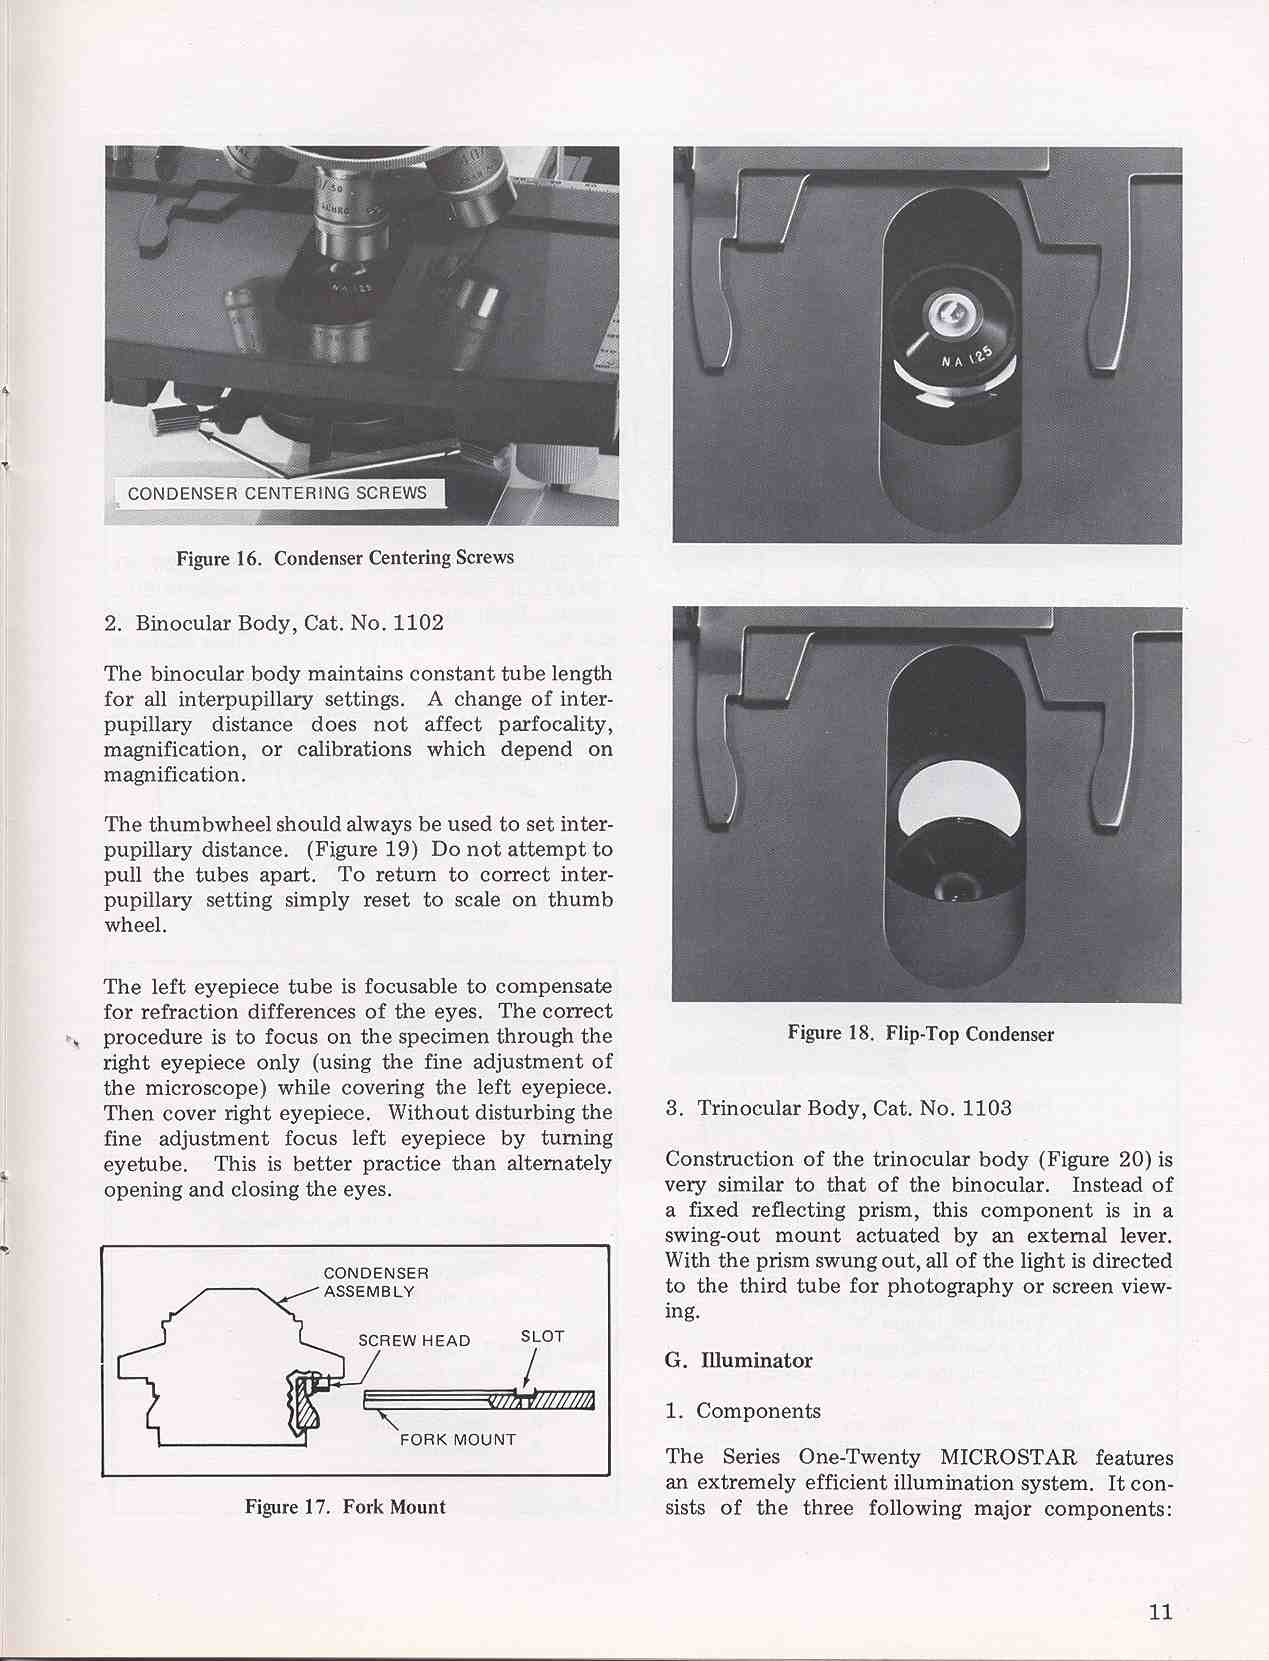 CONDENSER CENTERING SCREWS
N.A. 1.25
Figure 16. Condenser Centering Screws
2. Binocular Body, Cat. No. 1102
The binocular body maintains constant tube length
for all interpupillary settings. A change of inter-
pupillary distance does not affect parfocality,
magnification, or calibrations which depend on
magnification.
The thumbwheel should always be used to set inter-
pupillary distance. (Figure 19) Do not attempt to
pull the tubes apart. To return to correct inter-
pupillary setting simply reset to scale on thumb
wheel.
The left eyepiece tube is focusable to compensate
for refraction differences of the eyes. The correct
procedure is to focus on the specimen through the
right eyepiece only (using the fine adjustment of
the microscope) while covering the left eyepiece.
Then cover right eyepiece. Without disturbing the
fine adjustment focus left eyepiece by turning
eyetube. This is better practice than alternately
opening and closing the eyes.
CONDENSER
ASSEMBLY
SCREW HEAD
SLOT
FORK MOUNT
Figure 17. Fork Mount
N.A. 1.25
Figure 18. Flip-Top Condenser
3. Trinocular Body, Cat. No. 1103
Construction of the trinocular body (Figure 20) is
very similar to that of the binocular. Instead of
a fixed reflecting prism, this component is in a
swing-out mount actuated by an external lever.
With the prism swung out, all of the light is directed
to the third tube for photography or screen view-
ing.
G. Illuminator
1. Components
The Series One-Twenty MICROSTAR features
an extremely efficient illumination system. It con-
sists of the three following major components:
11